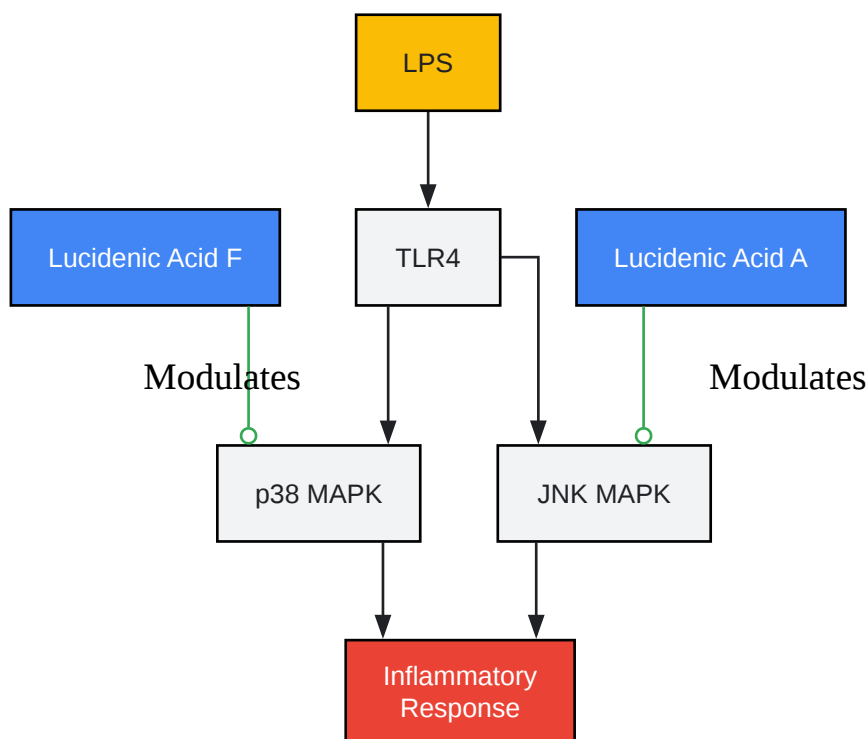 LPS
Lucidenic Acid F
TLR4
Lucidenic Acid A
Modulates
Modulates
p38 MAPK
JNK MAPK
Inflammatory
Response